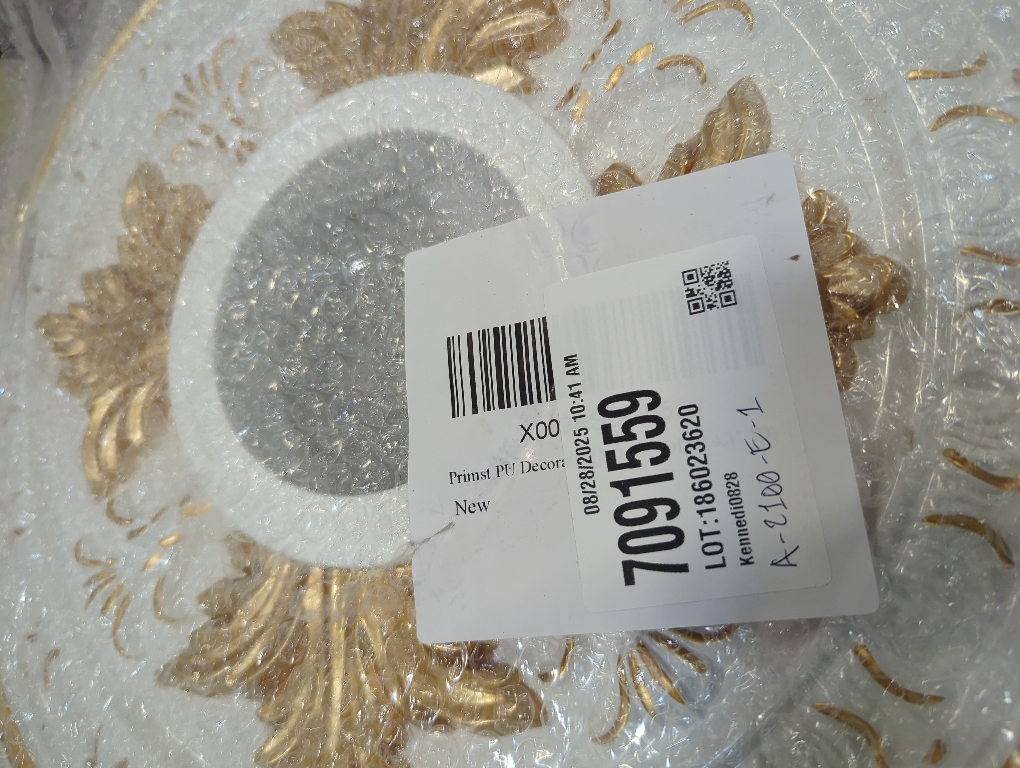 X00
Primst PU Decora
New
08/28/2025 10:41 AM
7091559
LOT:186023620
Kennedi0828
A-2100-E-1